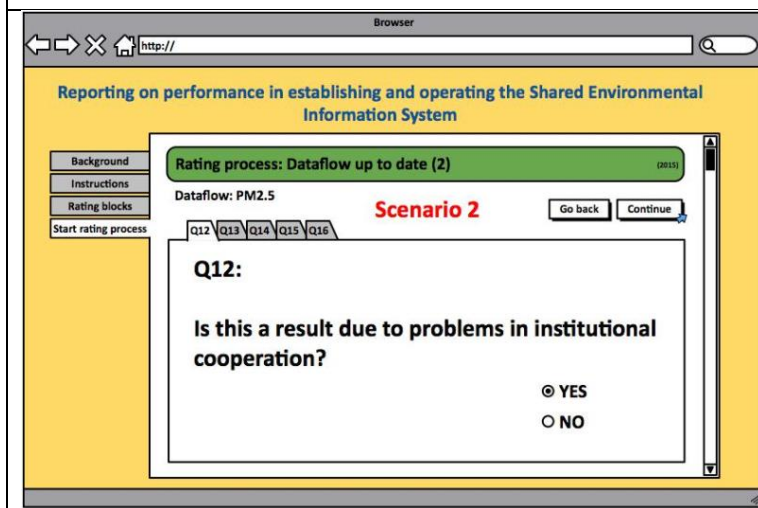 Browser
http://
Reporting on performance in establishing and operating the Shared Environmental
Information System
Background
Instructions
Rating blocks
Start rating process
Rating process: Dataflow up to date (2)
(2015)
Dataflow: PM2.5
Scenario 2
Go back
Continue
Q12
Q13
Q14
Q15
Q16
Q12:
Is this a result due to problems in institutional
cooperation?
YES
NO